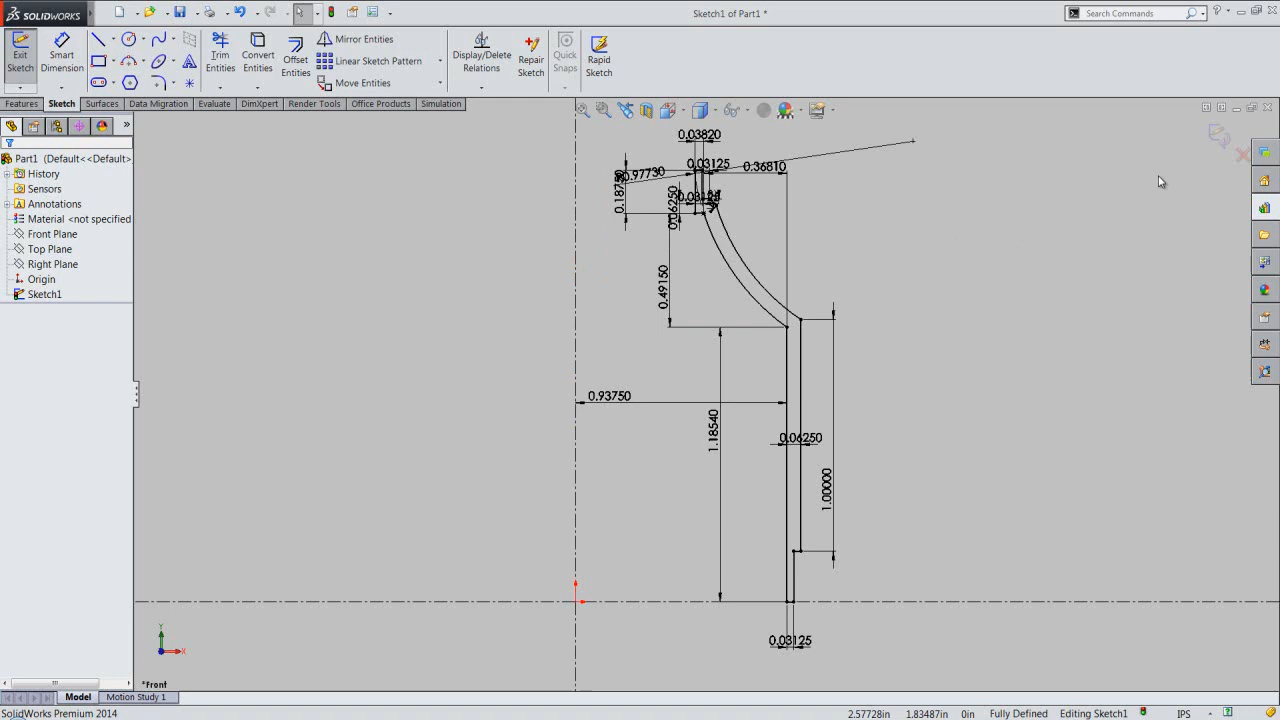 SOLIDWORKS
Sketch1 of Part1 *
Search Commands
Exit Sketch
Smart Dimension
Trim Entities
Convert Entities
Offset Entities
Mirror Entities
Linear Sketch Pattern
Move Entities
Display/Delete Relations
Repair Sketch
Quick Snaps
Rapid Sketch
Features
Sketch
Surfaces
Data Migration
Evaluate
DimXpert
Render Tools
Office Products
Simulation
Part1 (Default<<Default>
History
Sensors
Annotations
Material <not specified
Front Plane
Top Plane
Right Plane
Origin
Sketch1
0.03820
0.03125
0.36810
0.18750
0.06250
0.03125
0.49150
0.93750
1.18540
0.06250
1.00000
0.03125
Y
X
*Front
Model
Motion Study 1
SolidWorks Premium 2014
2.57728in
1.83487in
0in
Fully Defined
Editing Sketch1
IPS